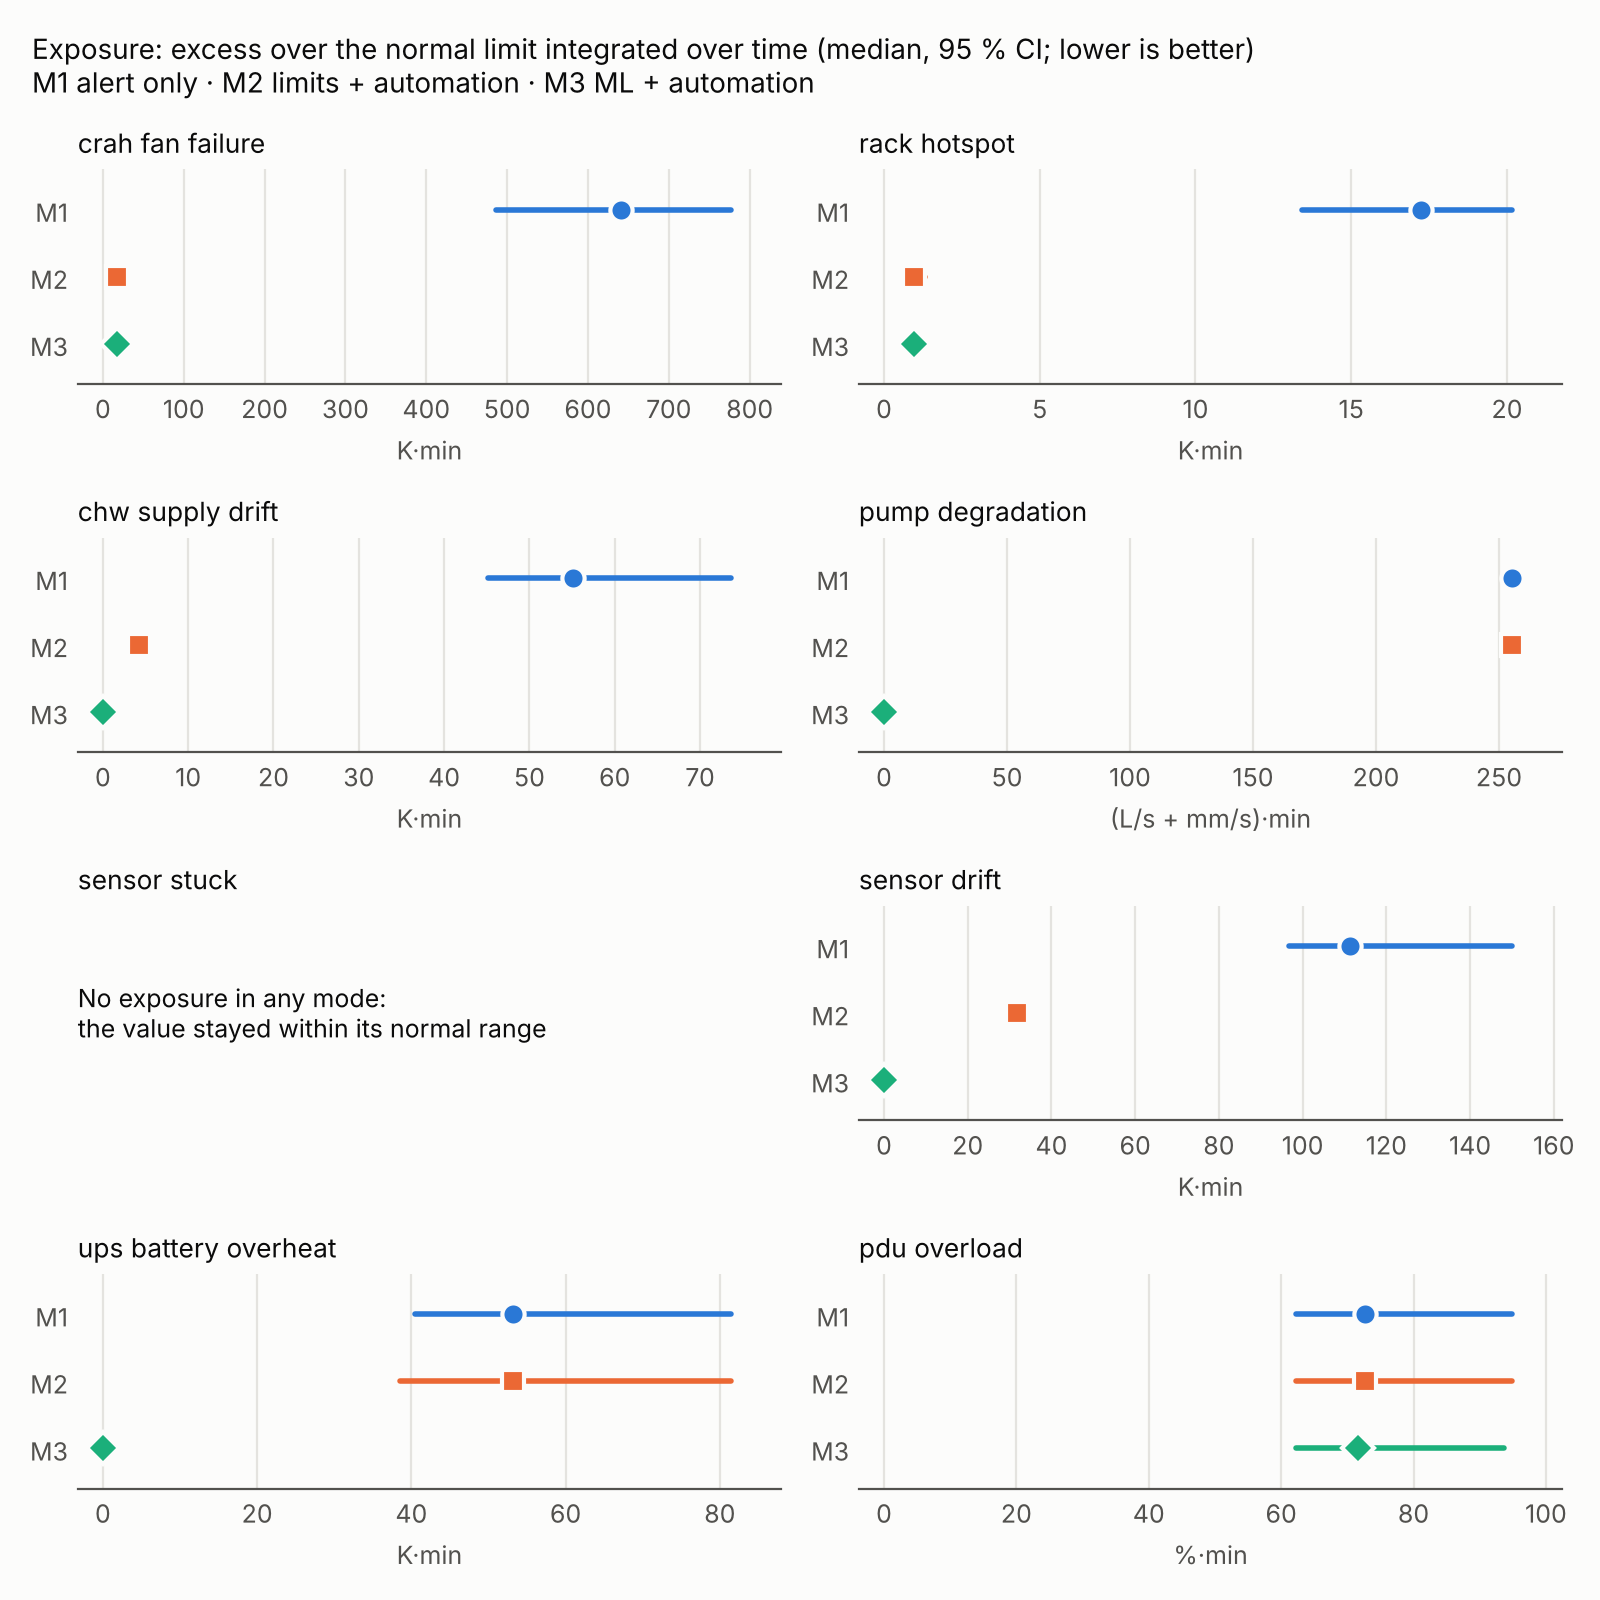 Exposure: excess over the normal limit integrated over time (median, 95 % CI; lower is better)
M1 alert only · M2 limits + automation · M3 ML + automation
crah fan failure
M1
M2
M3
0 100 200 300 400 500 600 700 800
K·min
rack hotspot
M1
M2
M3
0 5 10 15 20
K·min
chw supply drift
M1
M2
M3
0 10 20 30 40 50 60 70
K·min
pump degradation
M1
M2
M3
0 50 100 150 200 250
(L/s + mm/s)·min
sensor stuck
No exposure in any mode:
the value stayed within its normal range
sensor drift
M1
M2
M3
0 20 40 60 80 100 120 140 160
K·min
ups battery overheat
M1
M2
M3
0 20 40 60 80
K·min
pdu overload
M1
M2
M3
0 20 40 60 80 100
%·min